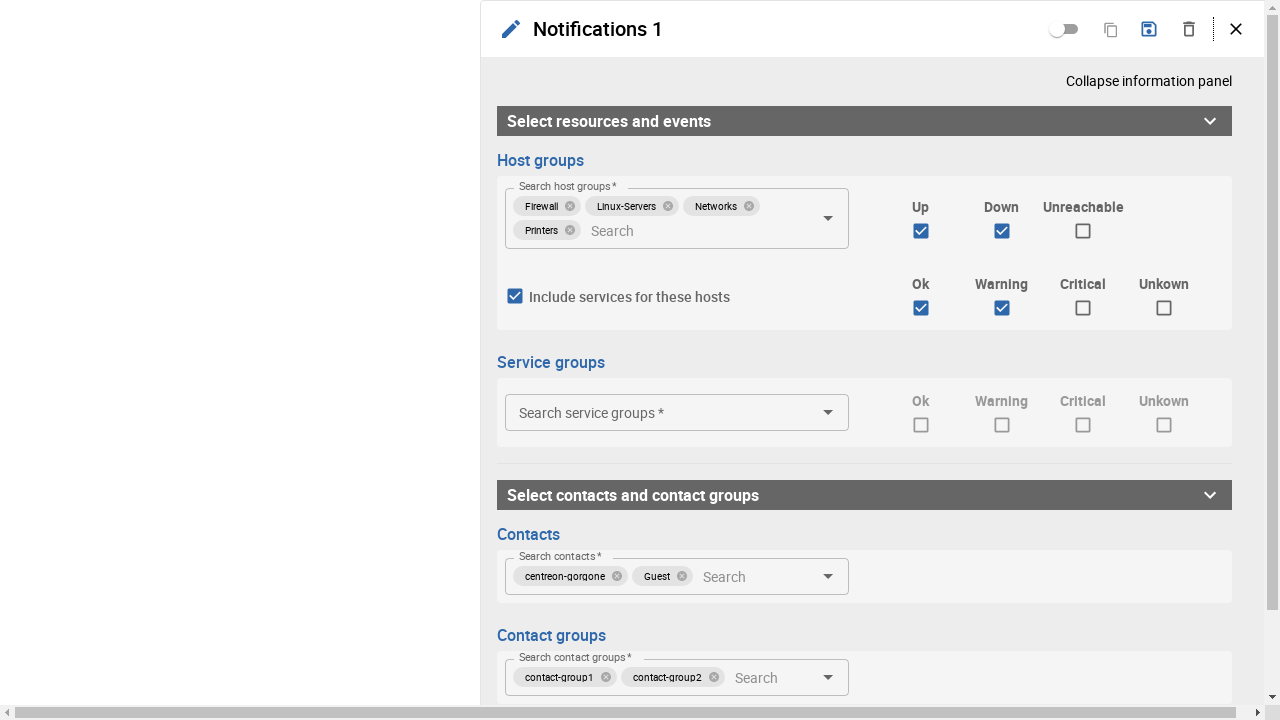 Notifications 1
Collapse information panel
Select resources and events
Host groups
Search host groups *
Firewall Linux-Servers Networks
Printers Search
Up Down Unreachable
Include services for these hosts
Ok Warning Critical Unkown
Service groups
Search service groups *
Ok Warning Critical Unkown
Select contacts and contact groups
Contacts
Search contacts *
centreon-gorgone Guest Search
Contact groups
Search contact groups *
contact-group1 contact-group2 Search